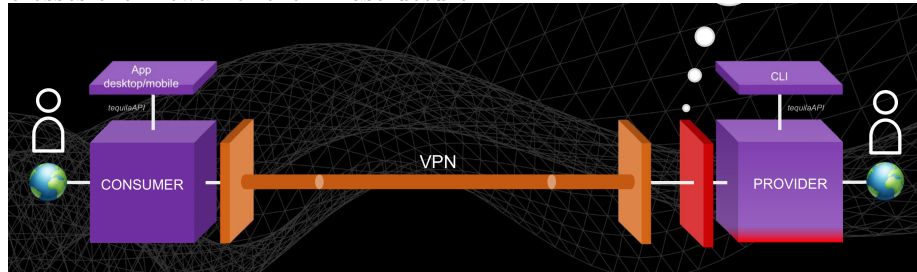 App
desktop/mobile
tequilaAPI
CONSUMER
VPN
CLI
tequilaAPI
PROVIDER